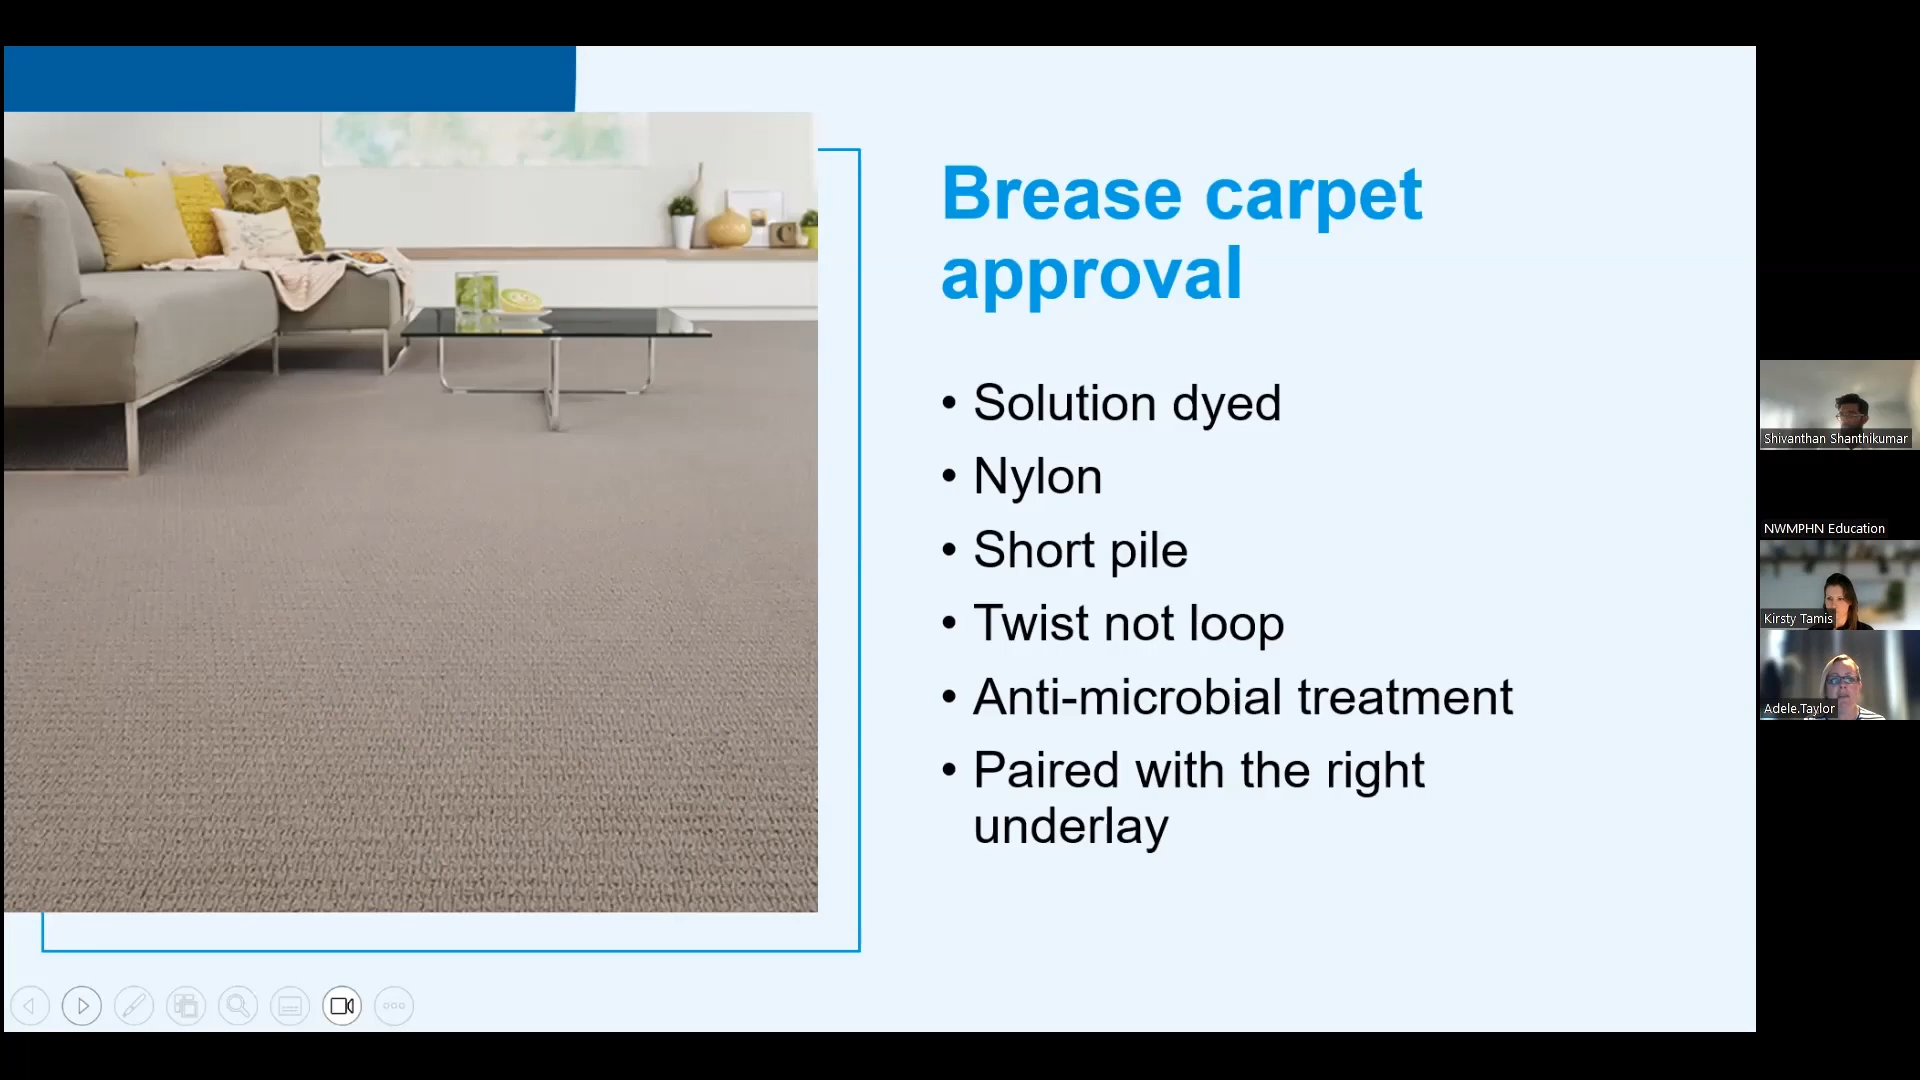 Brease carpet
approval
• Solution dyed
• Nylon
• Short pile
• Twist not loop
• Anti-microbial treatment
• Paired with the right
underlay
Shivanthan Shanthikumar
NWMPHN Education
Kirsty Tamis
Adele.Taylor
C